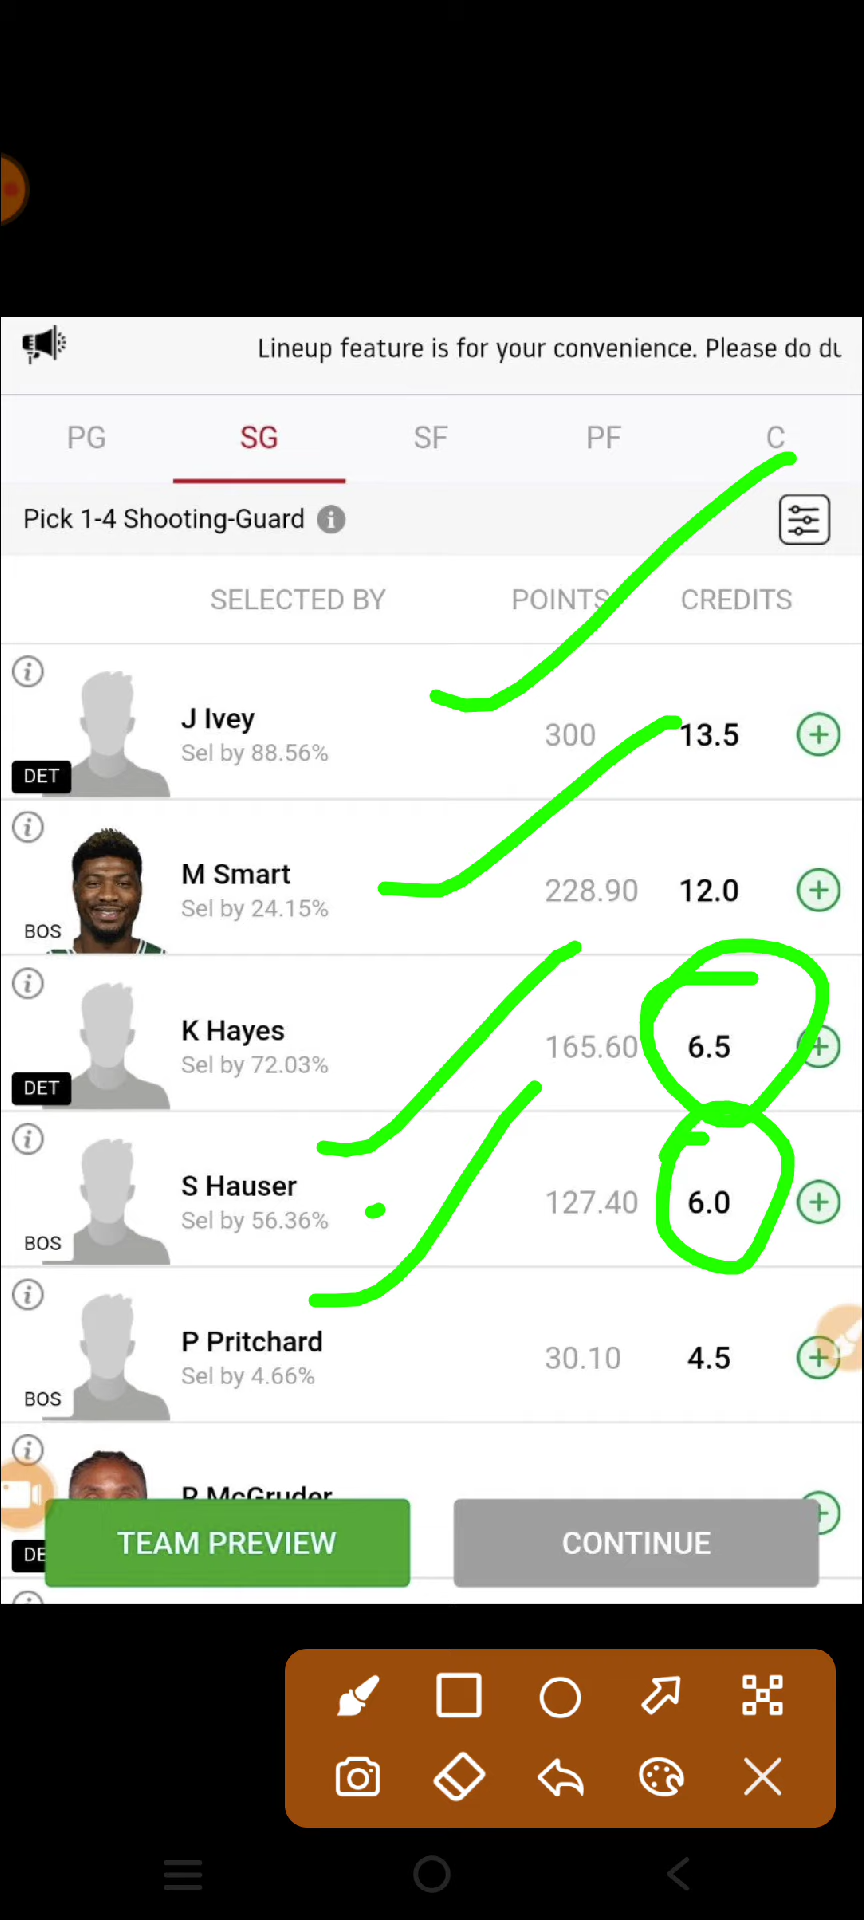 Lineup feature is for your convenience. Please do du
PG SG SF PF C
Pick 1-4 Shooting-Guard
SELECTED BY POINTS CREDITS
J Ivey
Sel by 88.56%
300 13.5
DET
M Smart
Sel by 24.15%
228.90 12.0
BOS
K Hayes
Sel by 72.03%
165.60 6.5
DET
S Hauser
Sel by 56.36%
127.40 6.0
BOS
P Pritchard
Sel by 4.66%
30.10 4.5
BOS
R McGruder
DE
TEAM PREVIEW CONTINUE